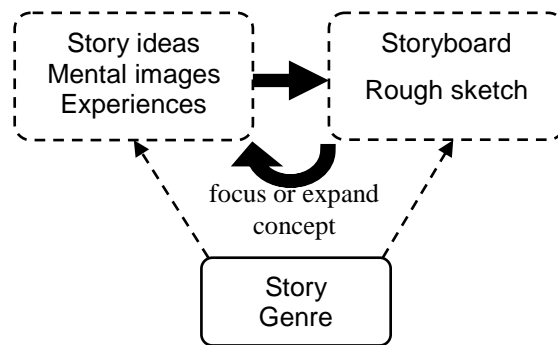 Story ideas
Mental images
Experiences
Storyboard
Rough sketch
focus or expand
concept
Story
Genre